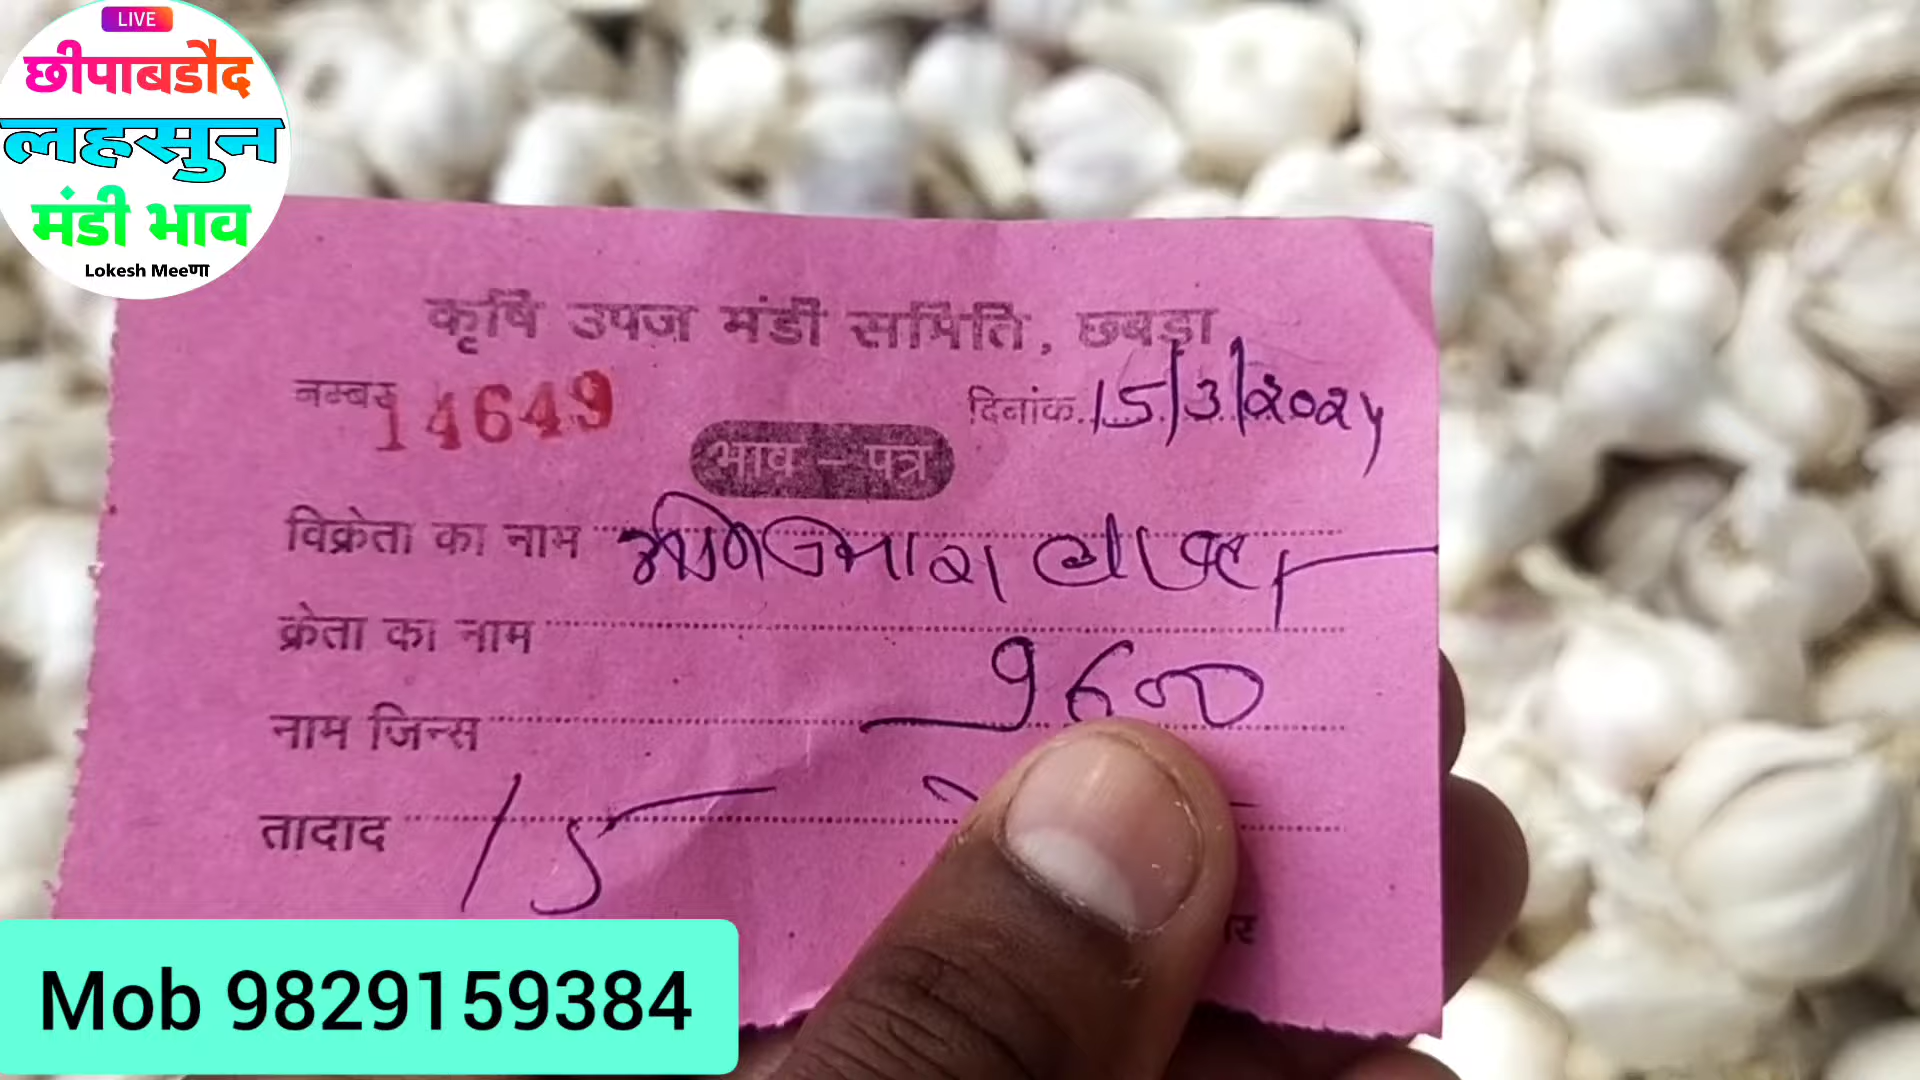 LIVE
छीपाबडौद
लहसुन
मंडी भाव
Lokesh Meeणा
कृषि उपज मंडी समिति, छबड़ा
नम्बर 14649 दिनांक 15/3/2024
भाव - पत्र
विक्रेता का नाम
क्रेता का नाम
9600
नाम जिन्स
तादाद 15
Mob 9829159384